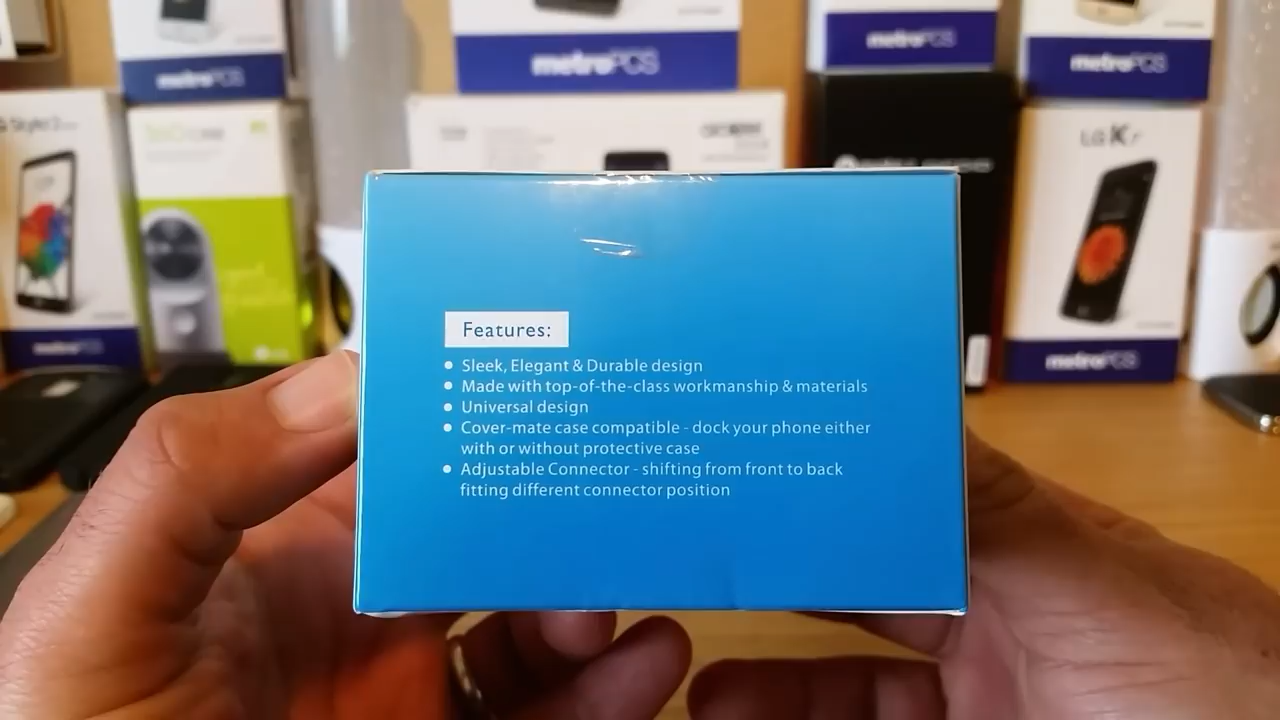 metroPCS
metroPCS
metroPCS
metroPCS
LG K7
metroPCS
metroPCS
Features:
Sleek, Elegant & Durable design
Made with top-of-the-class workmanship & materials
Universal design
Cover-mate case compatible - dock your phone either
with or without protective case
Adjustable Connector - shifting from front to back
fitting different connector position